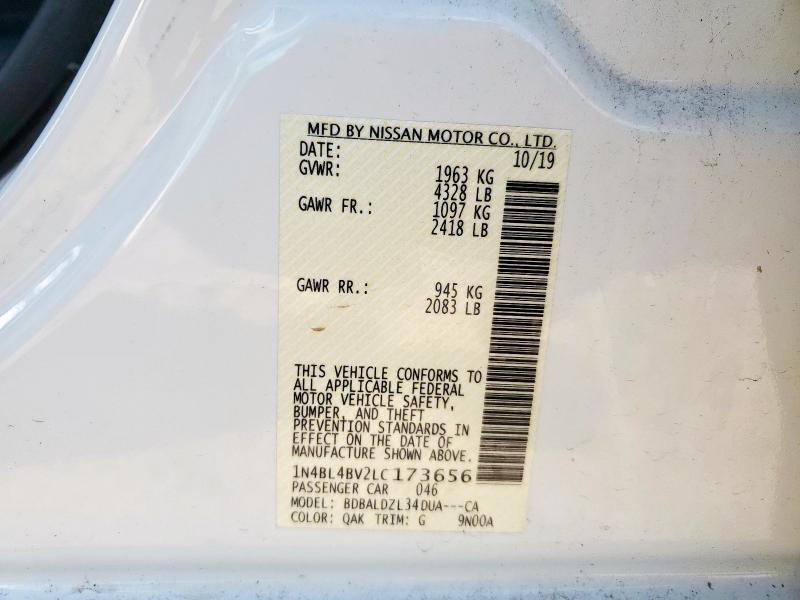 MFD BY NISSAN MOTOR CO., LTD.
DATE: 10/19
GVWR: 1963 KG
4328 LB
GAWR FR.: 1097 KG
2418 LB
GAWR RR.: 945 KG
2083 LB
THIS VEHICLE CONFORMS TO
ALL APPLICABLE FEDERAL
MOTOR VEHICLE SAFETY,
BUMPER, AND THEFT
PREVENTION STANDARDS IN
EFFECT ON THE DATE OF
MANUFACTURE SHOWN ABOVE.
1N4BL4BV2LC173656
PASSENGER CAR 046
MODEL: BDBALDZL34DUA---CA
COLOR: QAK TRIM: G 9N00A